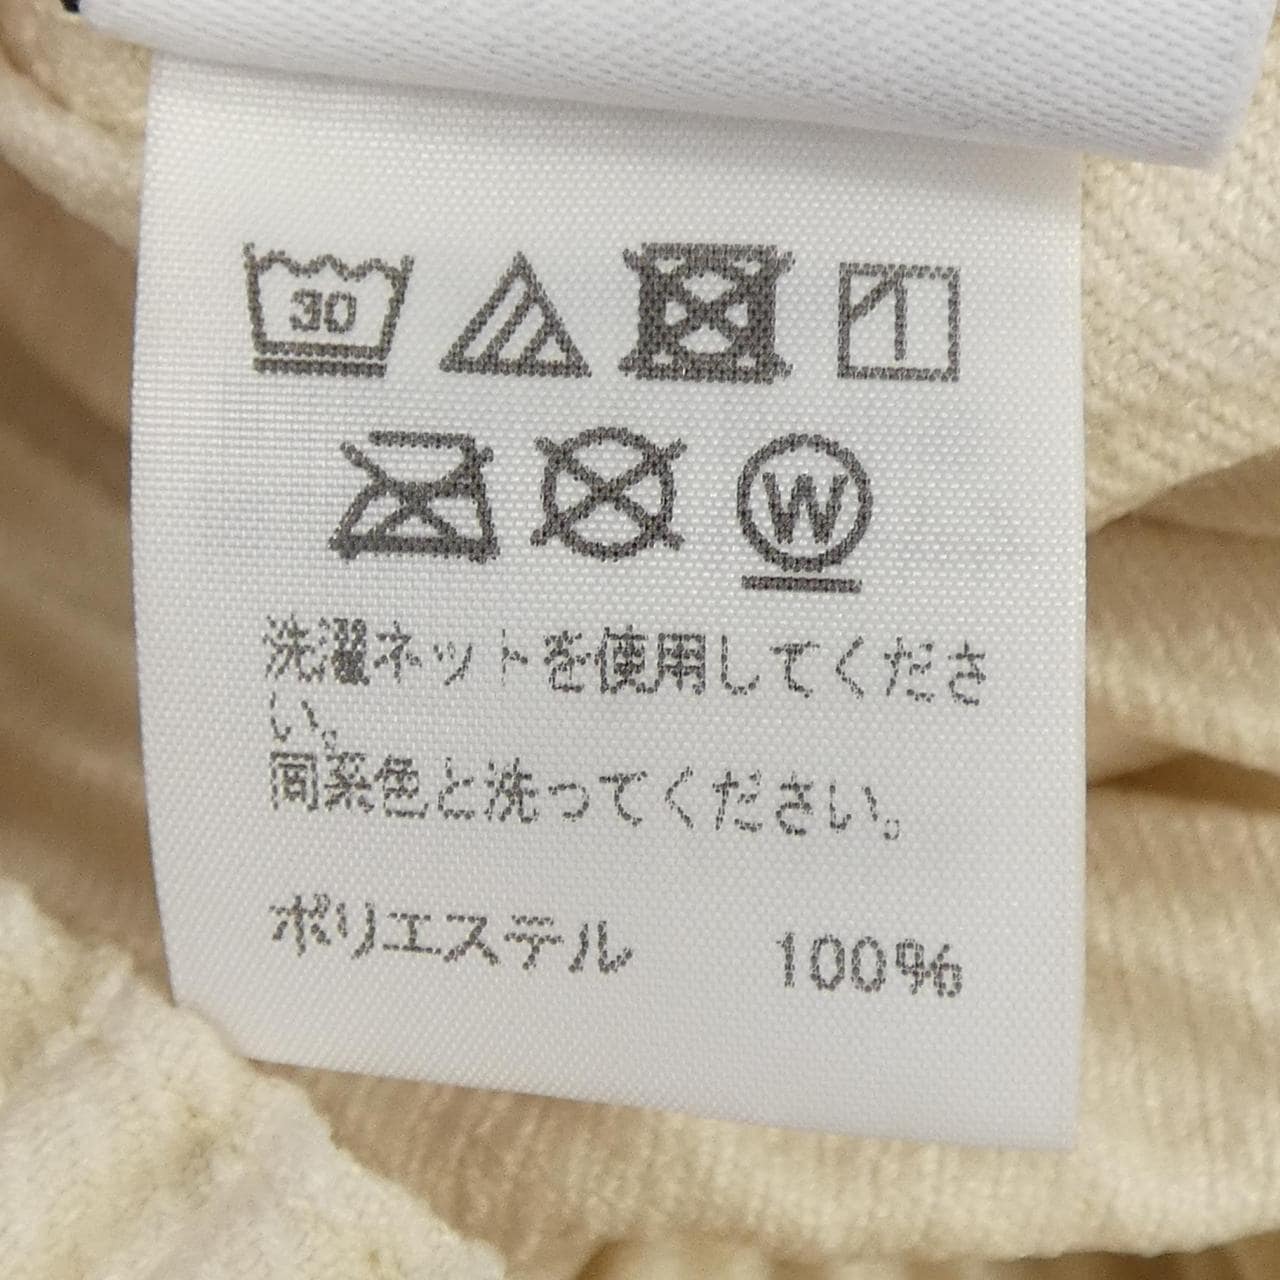 30
W
洗濯ネットを使用してくださ
い。
同系色と洗ってください。
ポリエステル 100%